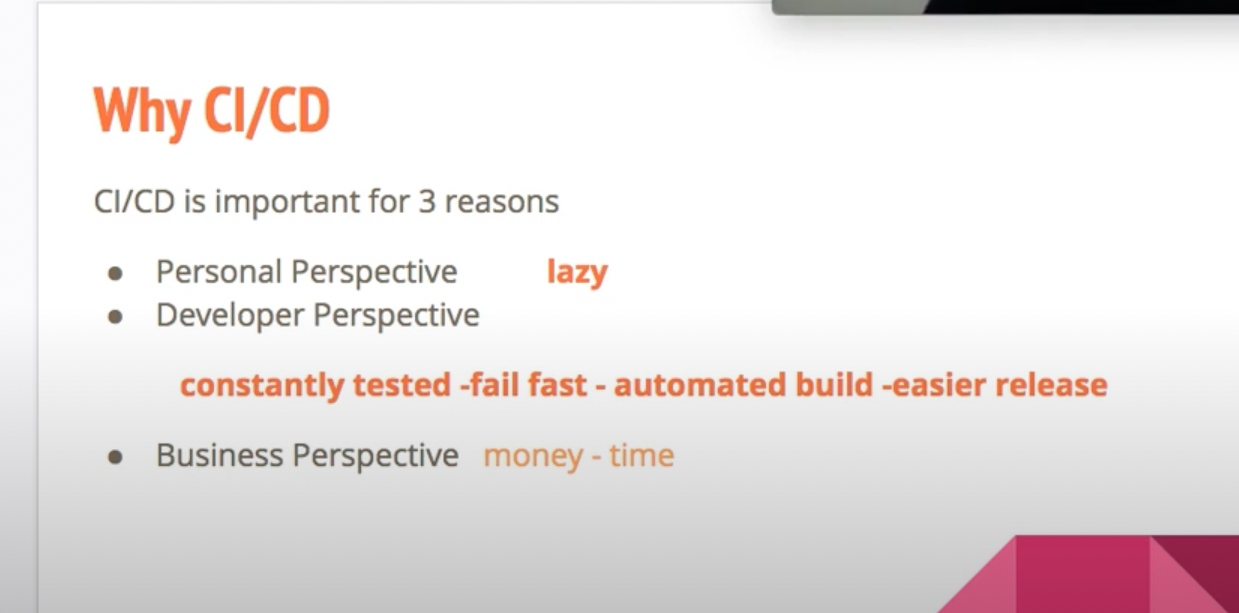 Why CI/CD
CI/CD is important for 3 reasons
● Personal Perspective lazy
● Developer Perspective
constantly tested -fail fast - automated build -easier release
● Business Perspective money - time